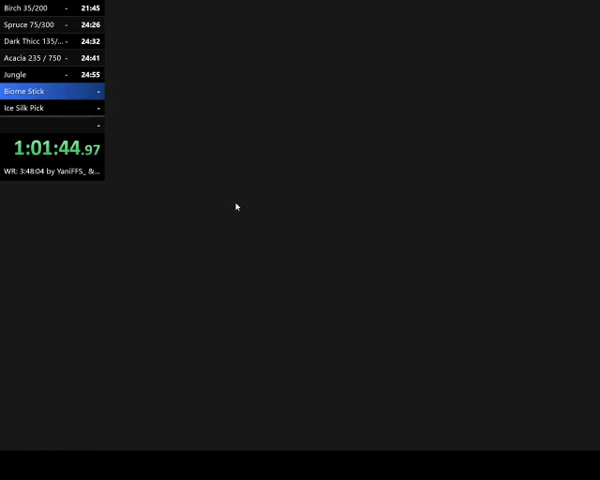 Birch 35/200 - 21:45
Spruce 75/300 - 24:26
Dark Thicc 135/... - 24:32
Acacia 235 / 750 - 24:41
Jungle - 24:55
Biome Stick -
Ice Silk Pick -
-
1:01:44.97
WR: 3:48:04 by YaniFFS_ &...